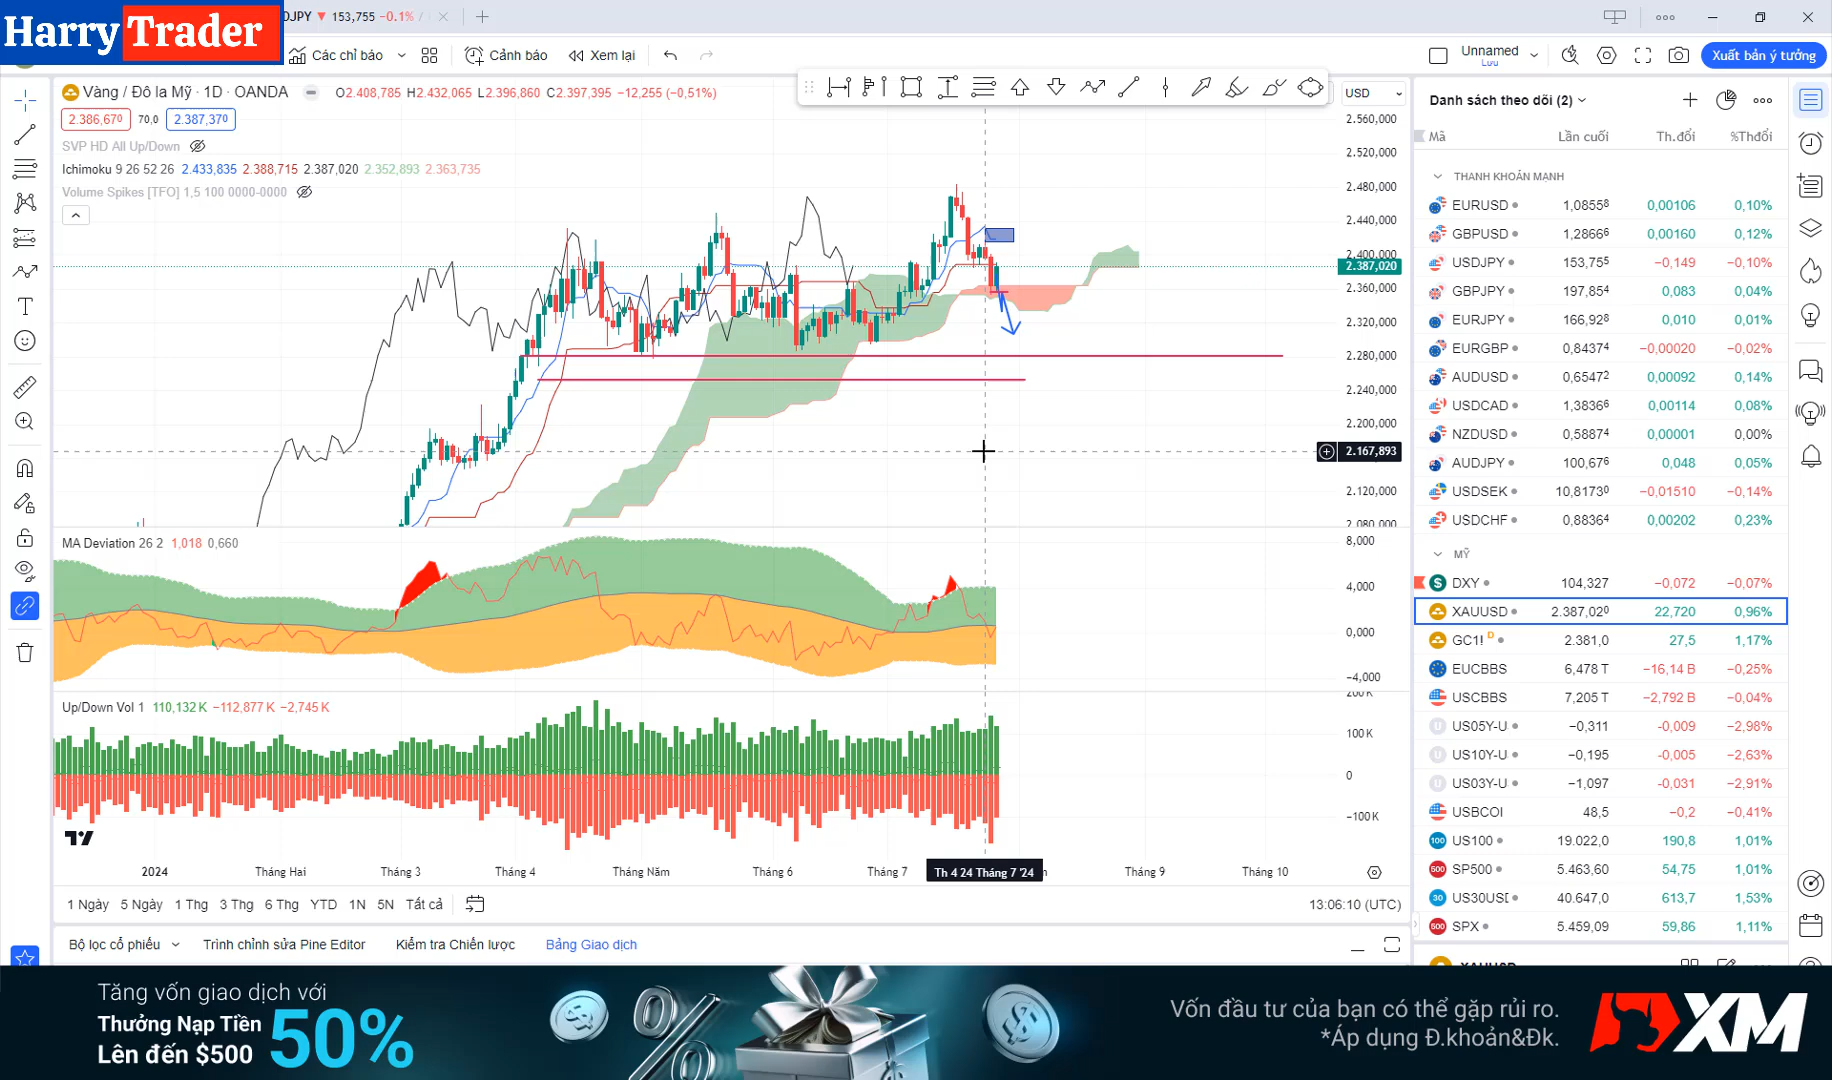 Harry Trader
DJPY ▼ 153,755 −0.1% /
Các chỉ báo
Cảnh báo
Xem lại
Unnamed
Lưu
Xuất bản ý tưởng
Vàng / Đô la Mỹ · 1D · OANDA
O2.408,785 H2.432,065 L2.396,860 C2.397,395 −12,255 (−0,51%)
2.386,670
70,0
2.387,370
SVP HD All Up/Down
Ichimoku 9 26 52 26 2.433,835 2.388,715 2.387,020 2.352,893 2.363,735
Volume Spikes [TFO] 1,5 100 0000-0000
USD
2.560,000
2.520,000
2.480,000
2.440,000
2.400,000
2.387,020
2.360,000
2.320,000
2.280,000
2.240,000
2.200,000
2.167,893
2.120,000
2.080,000
MA Deviation 26 2 1,018 0,660
8,000
4,000
0,000
−4,000
Up/Down Vol 1 110,132 K −112,877 K −2,745 K
200 K
100 K
0
−100 K
2024
Tháng Hai
Tháng 3
Tháng 4
Tháng Năm
Tháng 6
Tháng 7
Th 4 24 Tháng 7 '24
Tháng 9
Tháng 10
1 Ngày 5 Ngày 1 Thg 3 Thg 6 Thg YTD 1N 5N Tất cả
13:06:10 (UTC)
Bộ lọc cổ phiếu
Trình chỉnh sửa Pine Editor
Kiểm tra Chiến lược
Bảng Giao dịch
Danh sách theo dõi (2)
Mã Lần cuối Th.đổi %Thđổi
THANH KHOẢN MẠNH
EURUSD 1,08558 0,00106 0,10%
GBPUSD 1,28666 0,00160 0,12%
USDJPY 153,755 −0,149 −0,10%
GBPJPY 197,854 0,083 0,04%
EURJPY 166,928 0,010 0,01%
EURGBP 0,84374 −0,00020 −0,02%
AUDUSD 0,65472 0,00092 0,14%
USDCAD 1,38366 0,00114 0,08%
NZDUSD 0,58874 0,00001 0,00%
AUDJPY 100,676 0,048 0,05%
USDSEK 10,81730 −0,01510 −0,14%
USDCHF 0,88364 0,00202 0,23%
MỸ
DXY 104,327 −0,072 −0,07%
XAUUSD 2.387,020 22,720 0,96%
GC1! D 2.381,0 27,5 1,17%
EUCBBS 6,478 T −16,14 B −0,25%
USCBBS 7,205 T −2,792 B −0,04%
US05Y-U −0,311 −0,009 −2,98%
US10Y-U −0,195 −0,005 −2,63%
US03Y-U −1,097 −0,031 −2,91%
USBCOI 48,5 −0,2 −0,41%
US100 19.022,0 190,8 1,01%
SP500 5.463,60 54,75 1,01%
US30USD 40.647,0 613,7 1,53%
SPX 5.459,09 59,86 1,11%
XAUUSD
Tăng vốn giao dịch với
Thưởng Nạp Tiền
Lên đến $500
50%
Vốn đầu tư của bạn có thể gặp rủi ro.
*Áp dụng Đ.khoản&Đk.
XM